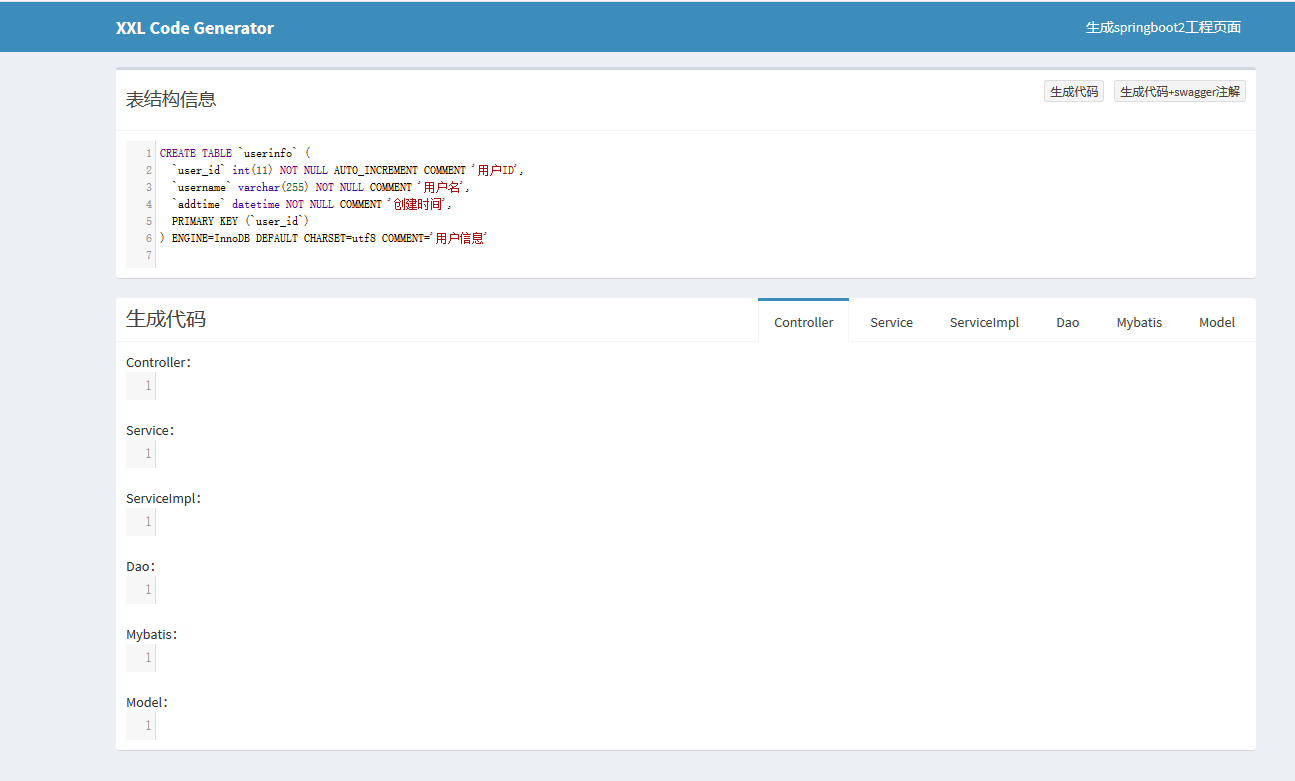 XXL Code Generator
生成springboot2工程页面
表结构信息
生成代码
生成代码+swagger注解
1 CREATE TABLE `userinfo` (
2 `user_id` int(11) NOT NULL AUTO_INCREMENT COMMENT '用户ID',
3 `username` varchar(255) NOT NULL COMMENT '用户名',
4 `addtime` datetime NOT NULL COMMENT '创建时间',
5 PRIMARY KEY (`user_id`)
6 ) ENGINE=InnoDB DEFAULT CHARSET=utf8 COMMENT='用户信息'
7
生成代码
Controller Service ServiceImpl Dao Mybatis Model
Controller：
1
Service：
1
ServiceImpl：
1
Dao：
1
Mybatis：
1
Model：
1